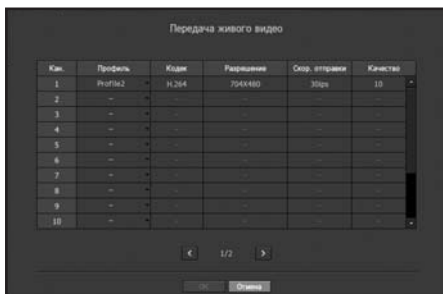 Передача живого видео
Кан. Профиль Кодек Разрешение Скор. отправки Качество
1 Profile2 H.264 704X480 30ips 10
2 - - - - -
3 - - - - -
4 - - - - -
5 - - - - -
6 - - - - -
7 - - - - -
8 - - - - -
9 - - - - -
10 - - - - -
< 1/2 >
OK Отмена